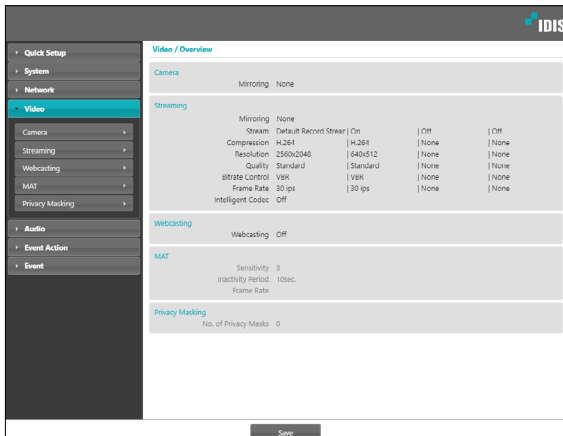 IDIS
Quick Setup
System
Network
Video
Camera
Streaming
Webcasting
MAT
Privacy Masking
Audio
Event Action
Event
Video / Overview
Camera
Mirroring None
Streaming
Mirroring None
Stream Default Record Strear | On | Off | Off
Compression H.264 | H.264 | None | None
Resolution 2560x2048 | 640x512 | None | None
Quality Standard | Standard | None | None
Bitrate Control VBR | VBR | None | None
Frame Rate 30 ips | 30 ips | None | None
Intelligent Codec Off
Webcasting
Webcasting Off
MAT
Sensitivity 3
Inactivity Period 10sec.
Frame Rate
Privacy Masking
No. of Privacy Masks 0
Save